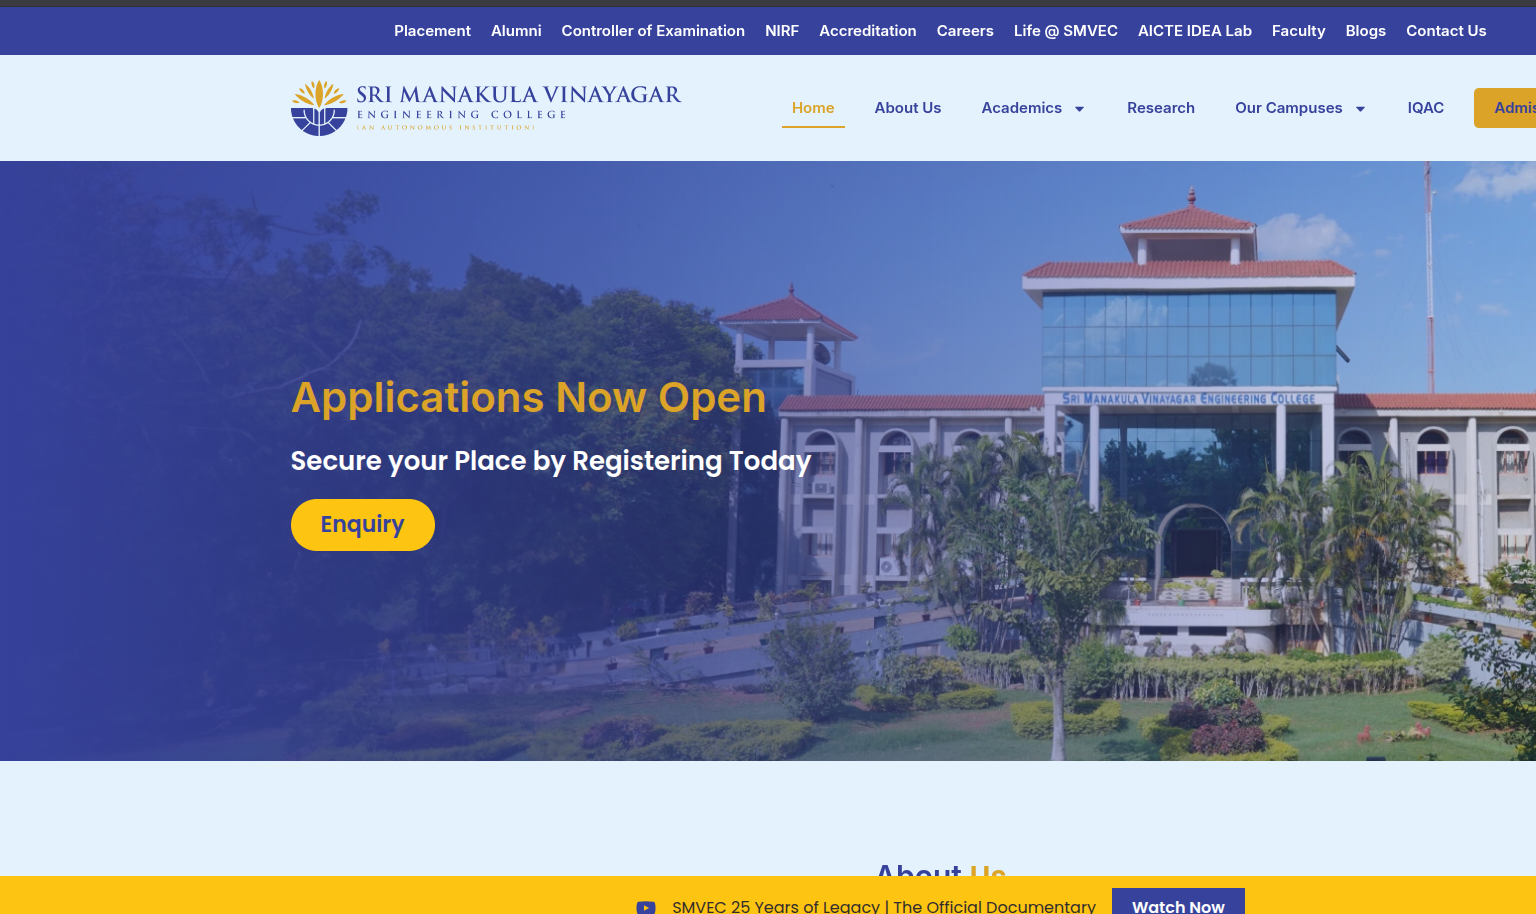 Placement Alumni Controller of Examination NIRF Accreditation Careers Life @ SMVEC AICTE IDEA Lab Faculty Blogs Contact Us
SRI MANAKULA VINAYAGAR
ENGINEERING COLLEGE
(AN AUTONOMOUS INSTITUTION)
Home About Us Academics Research Our Campuses IQAC Admis
Applications Now Open
SRI MANAKULA VINAYAGAR ENGINEERING COLLEGE
Secure your Place by Registering Today
Enquiry
About Us
SMVEC 25 Years of Legacy | The Official Documentary Watch Now